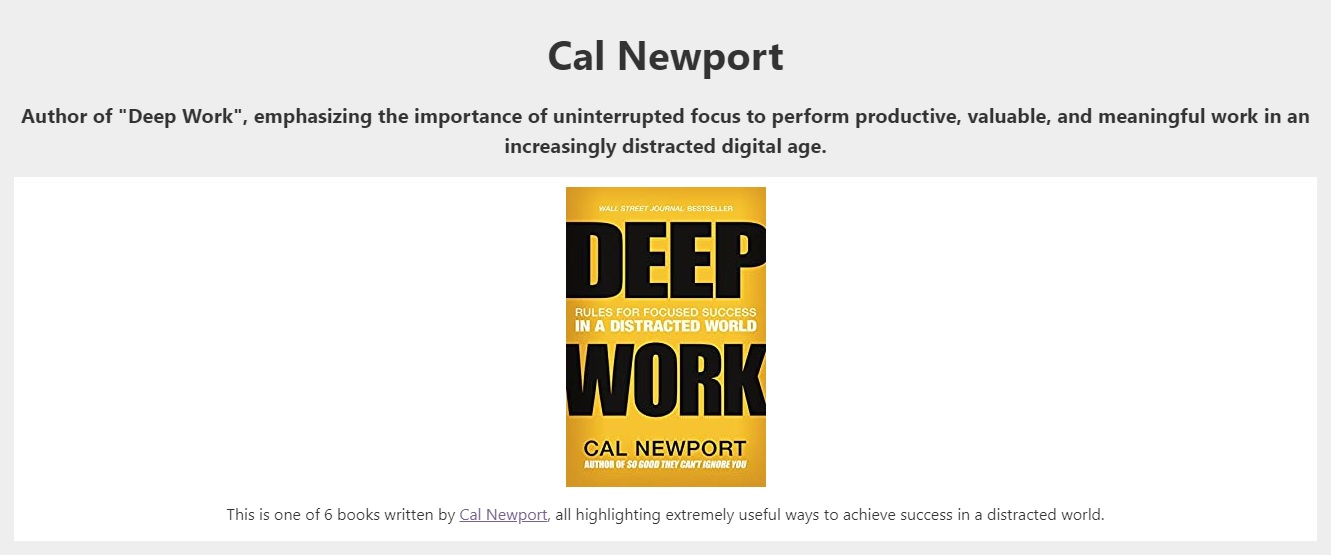 Cal Newport
Author of "Deep Work", emphasizing the importance of uninterrupted focus to perform productive, valuable, and meaningful work in an
increasingly distracted digital age.
WALL STREET JOURNAL BESTSELLER
DEEP
RULES FOR FOCUSED SUCCESS
IN A DISTRACTED WORLD
WORK
CAL NEWPORT
AUTHOR OF SO GOOD THEY CAN'T IGNORE YOU
This is one of 6 books written by Cal Newport, all highlighting extremely useful ways to achieve success in a distracted world.